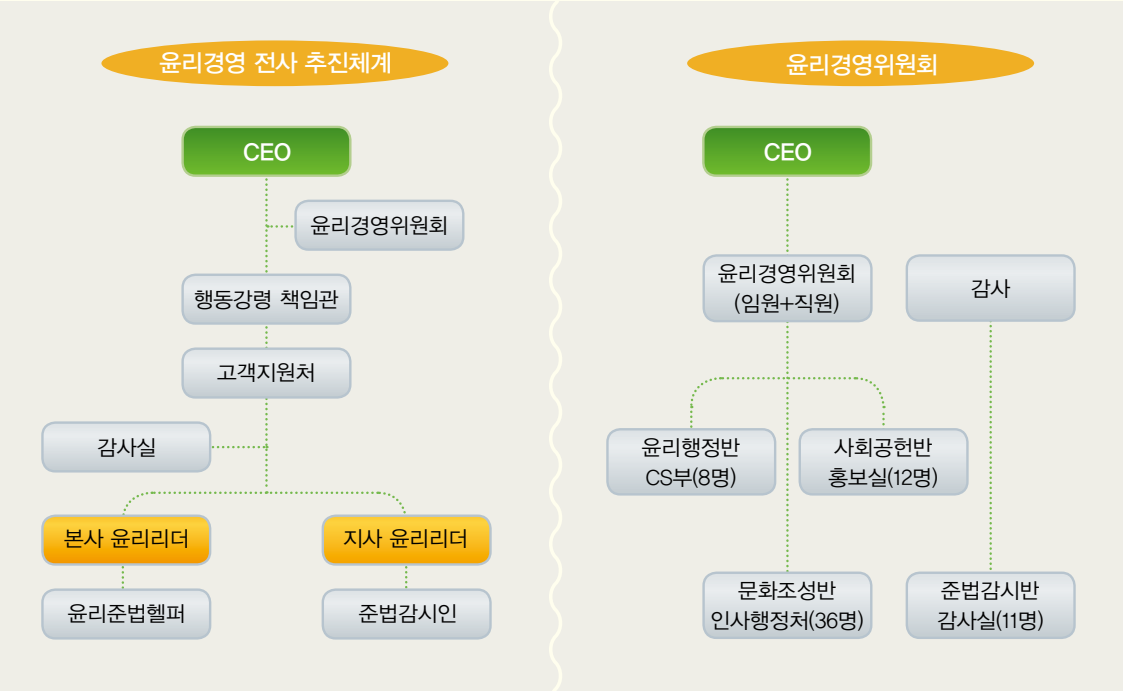 윤리경영 전사 추진체계
CEO
윤리경영위원회
행동강령 책임관
고객지원처
감사실
본사 윤리리더
지사 윤리리더
윤리준법헬퍼
준법감시인
윤리경영위원회
CEO
윤리경영위원회
(임원+직원)
감사
윤리행정반
CS부(8명)
사회공헌반
홍보실(12명)
문화조성반
인사행정처(36명)
준법감시반
감사실(11명)